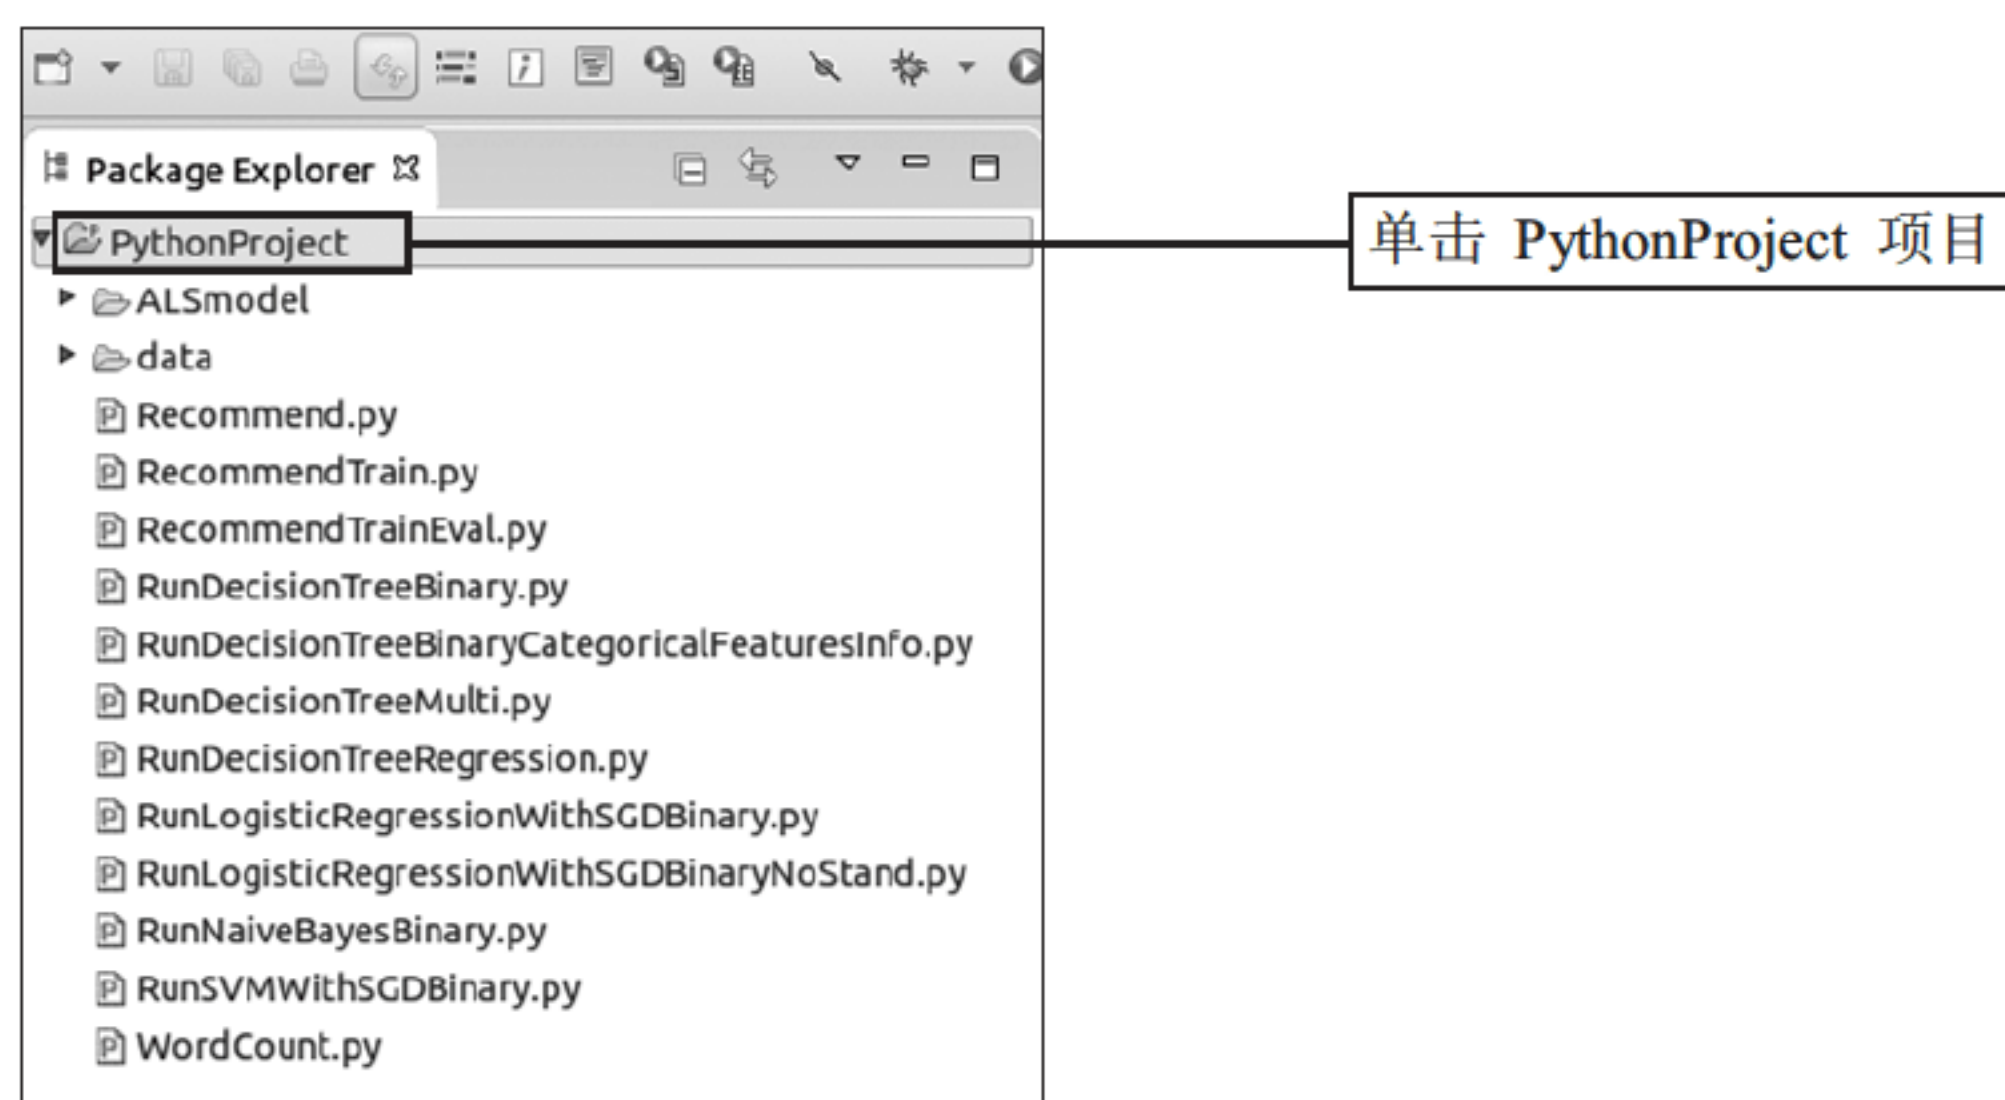 Package Explorer
PythonProject
单击 PythonProject 项目
ALSmodel
data
Recommend.py
RecommendTrain.py
RecommendTrainEval.py
RunDecisionTreeBinary.py
RunDecisionTreeBinaryCategoricalFeaturesInfo.py
RunDecisionTreeMulti.py
RunDecisionTreeRegression.py
RunLogisticRegressionWithSGDBinary.py
RunLogisticRegressionWithSGDBinaryNoStand.py
RunNaiveBayesBinary.py
RunSVMWithSGDBinary.py
WordCount.py